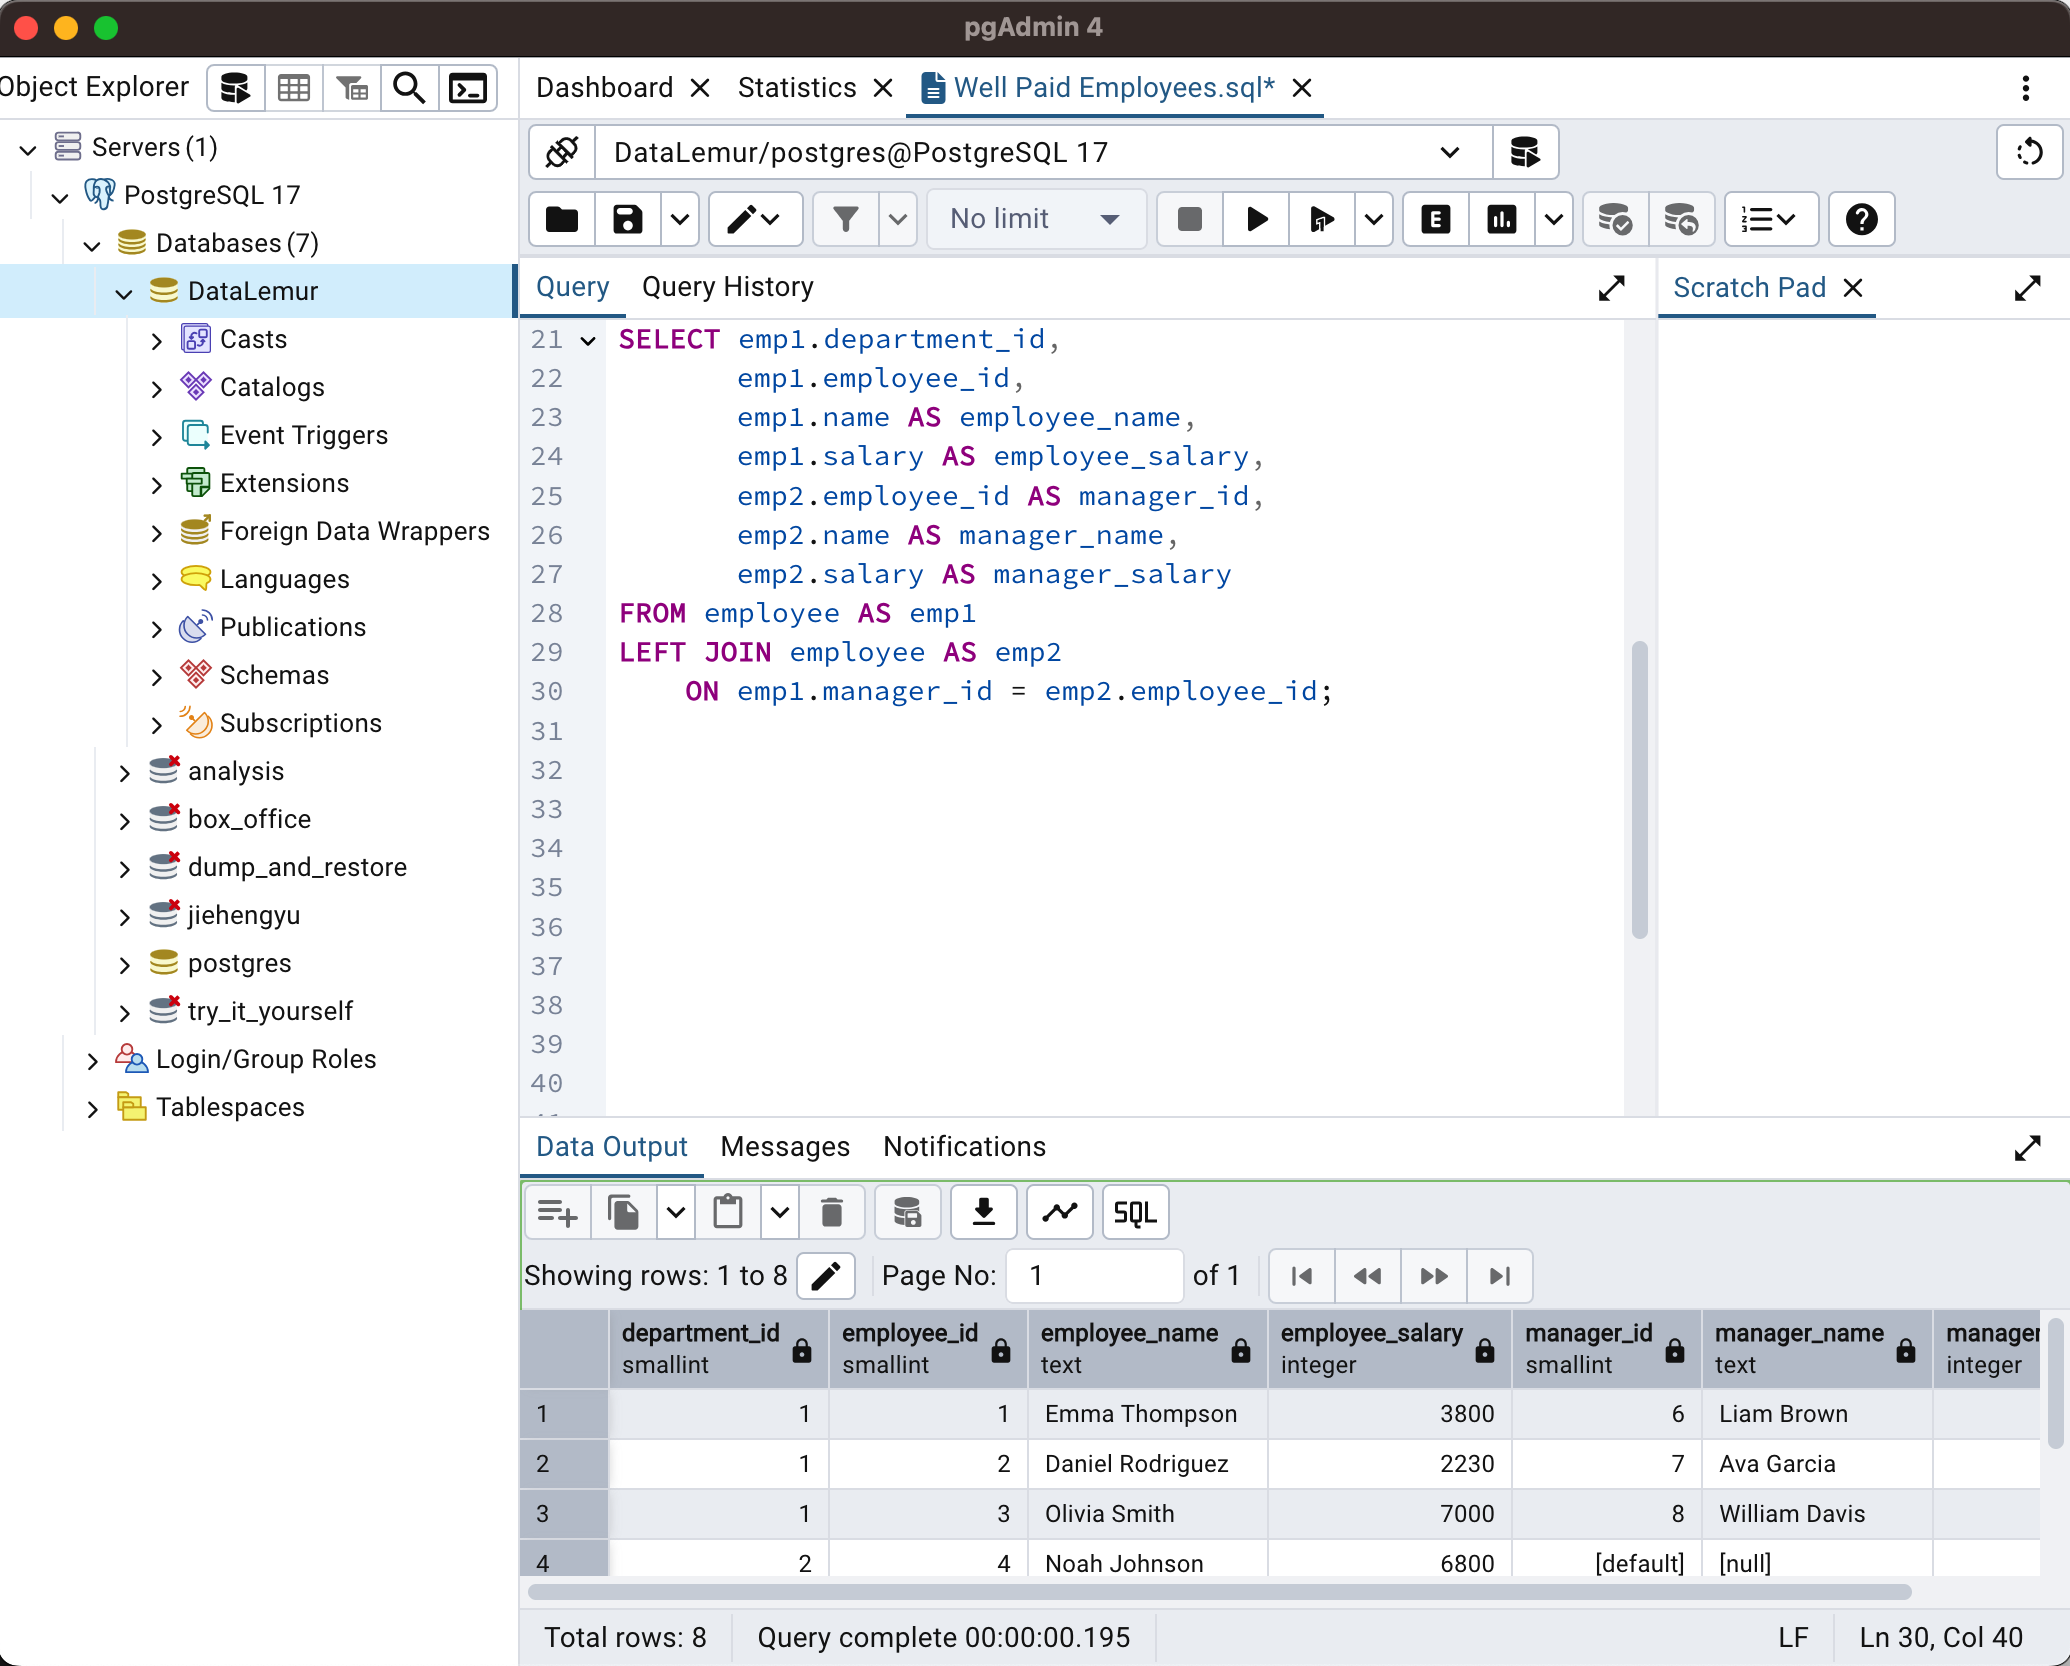 pgAdmin 4
Object Explorer
Dashboard
Statistics
Well Paid Employees.sql*
Servers (1)
PostgreSQL 17
Databases (7)
DataLemur
Casts
Catalogs
Event Triggers
Extensions
Foreign Data Wrappers
Languages
Publications
Schemas
Subscriptions
analysis
box_office
dump_and_restore
jiehengyu
postgres
try_it_yourself
Login/Group Roles
Tablespaces
DataLemur/postgres@PostgreSQL 17
No limit
E
Query
Query History
Scratch Pad
21 SELECT emp1.department_id,
22 emp1.employee_id,
23 emp1.name AS employee_name,
24 emp1.salary AS employee_salary,
25 emp2.employee_id AS manager_id,
26 emp2.name AS manager_name,
27 emp2.salary AS manager_salary
28 FROM employee AS emp1
29 LEFT JOIN employee AS emp2
30 ON emp1.manager_id = emp2.employee_id;
31
32
33
34
35
36
37
38
39
40
Data Output
Messages
Notifications
SQL
Showing rows: 1 to 8
Page No: 1 of 1
department_id employee_id employee_name employee_salary manager_id manager_name manager
smallint smallint text integer smallint text integer
1 1 1 Emma Thompson 3800 6 Liam Brown
2 1 2 Daniel Rodriguez 2230 7 Ava Garcia
3 1 3 Olivia Smith 7000 8 William Davis
4 2 4 Noah Johnson 6800 [default] [null]
Total rows: 8
Query complete 00:00:00.195
LF
Ln 30, Col 40